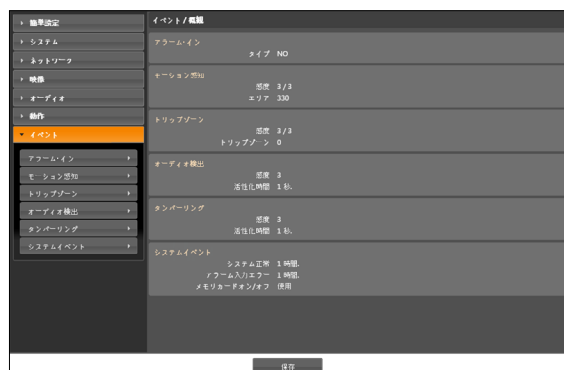 簡単設定
システム
ネットワーク
映像
オーディオ
動作
イベント
アラーム・イン
モーション感知
トリップゾーン
オーディオ検出
タンパーリング
システムイベント
イベント / 概観
アラーム・イン
タイプ NO
モーション感知
感度 3 / 3
エリア 330
トリップゾーン
感度 3 / 3
トリップゾーン 0
オーディオ検出
感度 3
活性化時間 1 秒.
タンパーリング
感度 3
活性化時間 1 秒.
システムイベント
システム正常 1 時間.
アラーム入力エラー 1 時間.
メモリカードオン/オフ 使用
保存